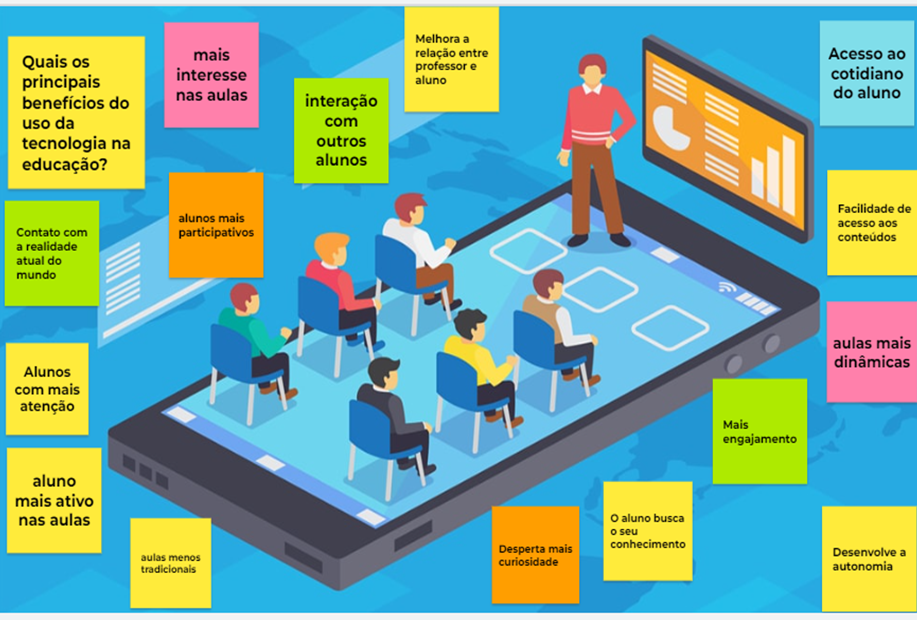 Quais os
principais
benefícios do
uso da
tecnologia na
educação?
mais
interesse
nas aulas
interação
com
outros
alunos
Melhora a
relação entre
professor e
aluno
Acesso ao
cotidiano
do aluno
Contato com
a realidade
atual do
mundo
alunos mais
participativos
Facilidade de
acesso aos
conteúdos
Alunos
com mais
atenção
aulas mais
dinâmicas
Mais
engajamento
aluno
mais ativo
nas aulas
aulas menos
tradicionais
Desperta mais
curiosidade
O aluno busca
o seu
conhecimento
Desenvolve a
autonomia